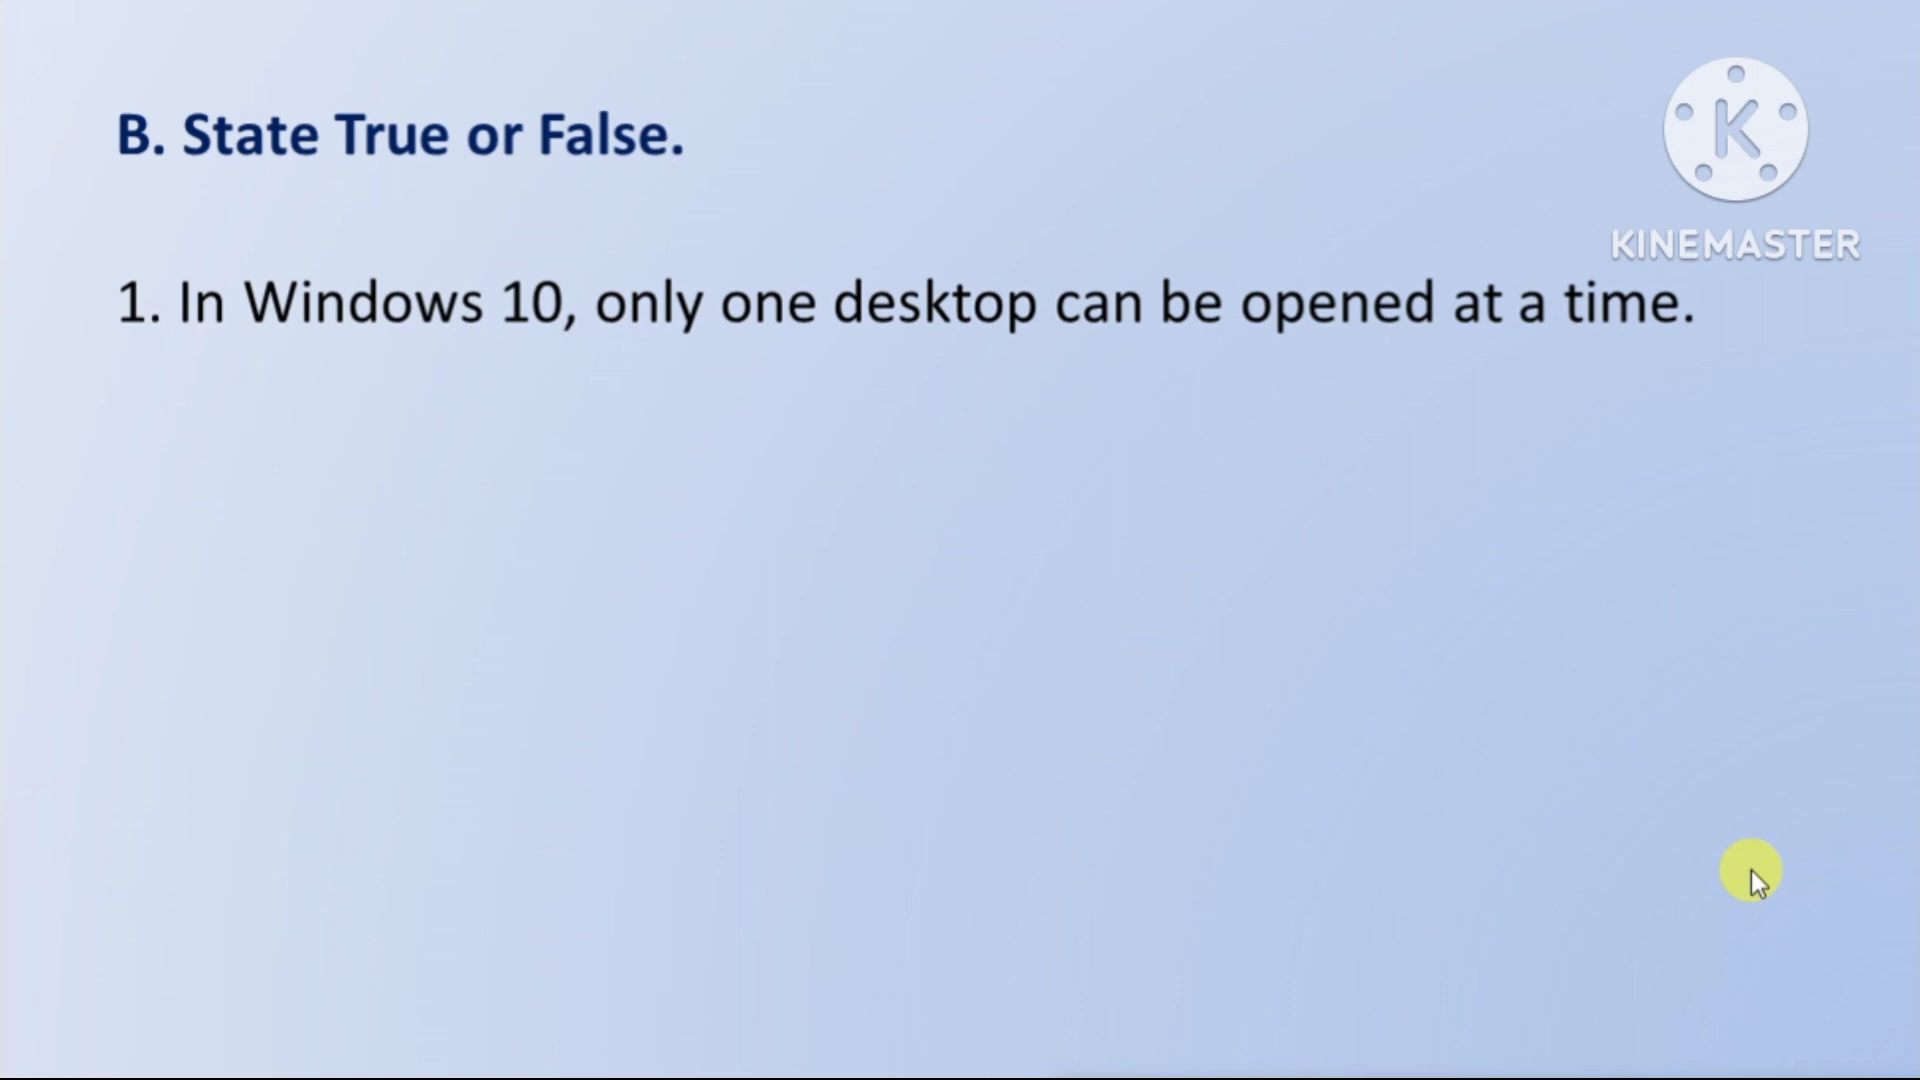 B. State True or False.
K
KINEMASTER
1. In Windows 10, only one desktop can be opened at a time.